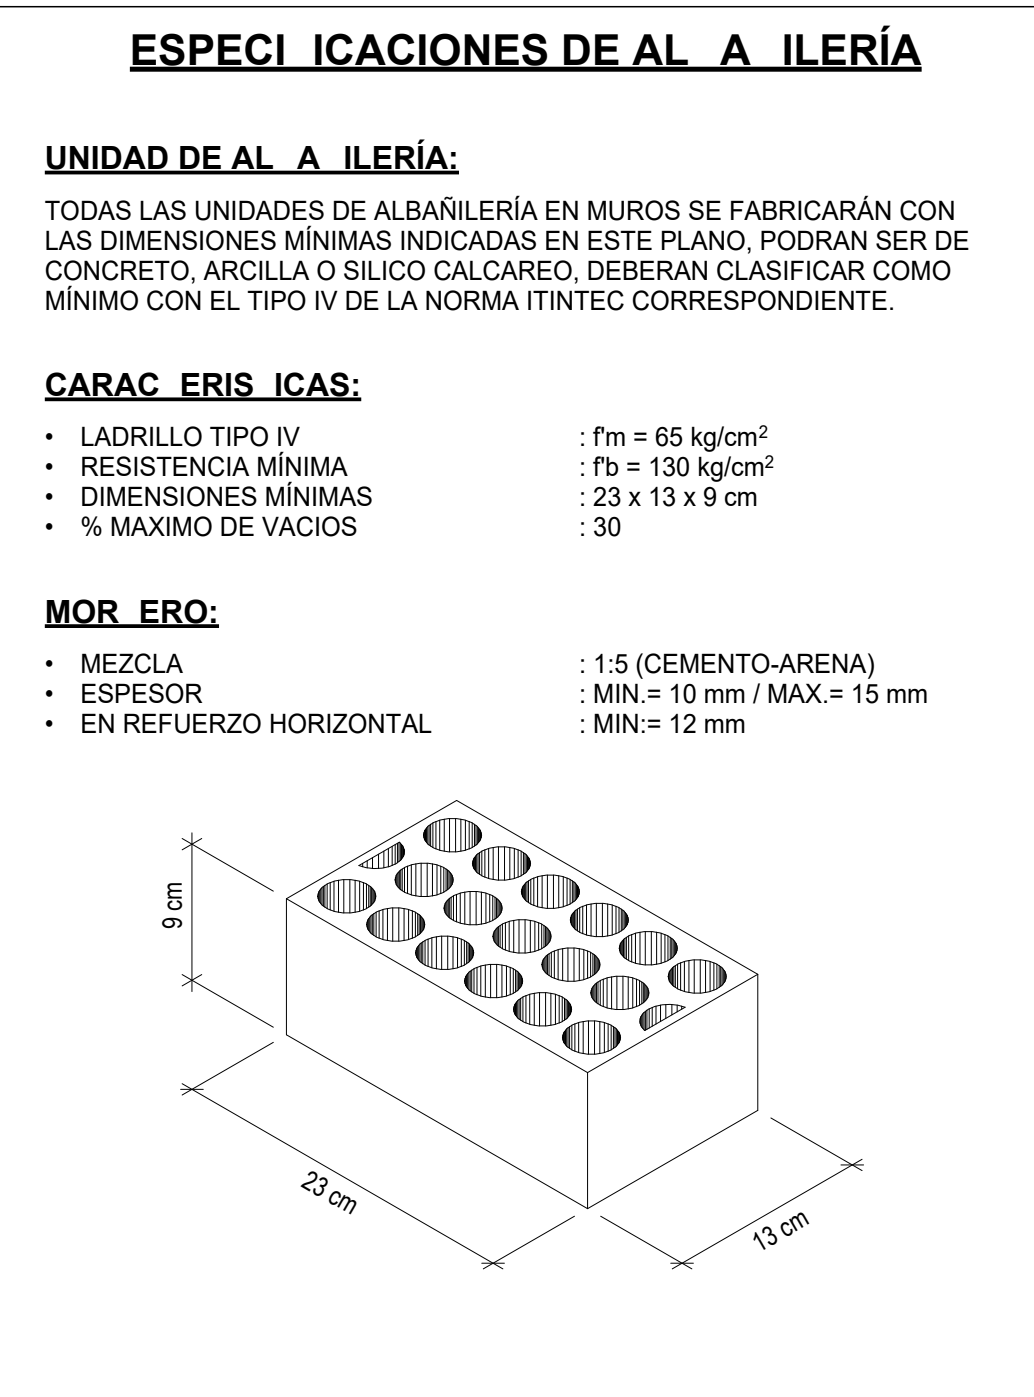 ESPECI ICACIONES DE AL A ILERÍA
UNIDAD DE AL A ILERÍA:
TODAS LAS UNIDADES DE ALBAÑILERÍA EN MUROS SE FABRICARÁN CON
LAS DIMENSIONES MÍNIMAS INDICADAS EN ESTE PLANO, PODRAN SER DE
CONCRETO, ARCILLA O SILICO CALCAREO, DEBERAN CLASIFICAR COMO
MÍNIMO CON EL TIPO IV DE LA NORMA ITINTEC CORRESPONDIENTE.
CARAC ERIS ICAS:
• LADRILLO TIPO IV : f'm = 65 kg/cm²
• RESISTENCIA MÍNIMA : f'b = 130 kg/cm²
• DIMENSIONES MÍNIMAS : 23 x 13 x 9 cm
• % MAXIMO DE VACIOS : 30
MOR ERO:
• MEZCLA : 1:5 (CEMENTO-ARENA)
• ESPESOR : MIN.= 10 mm / MAX.= 15 mm
• EN REFUERZO HORIZONTAL : MIN:= 12 mm
9 cm
23 cm
13 cm